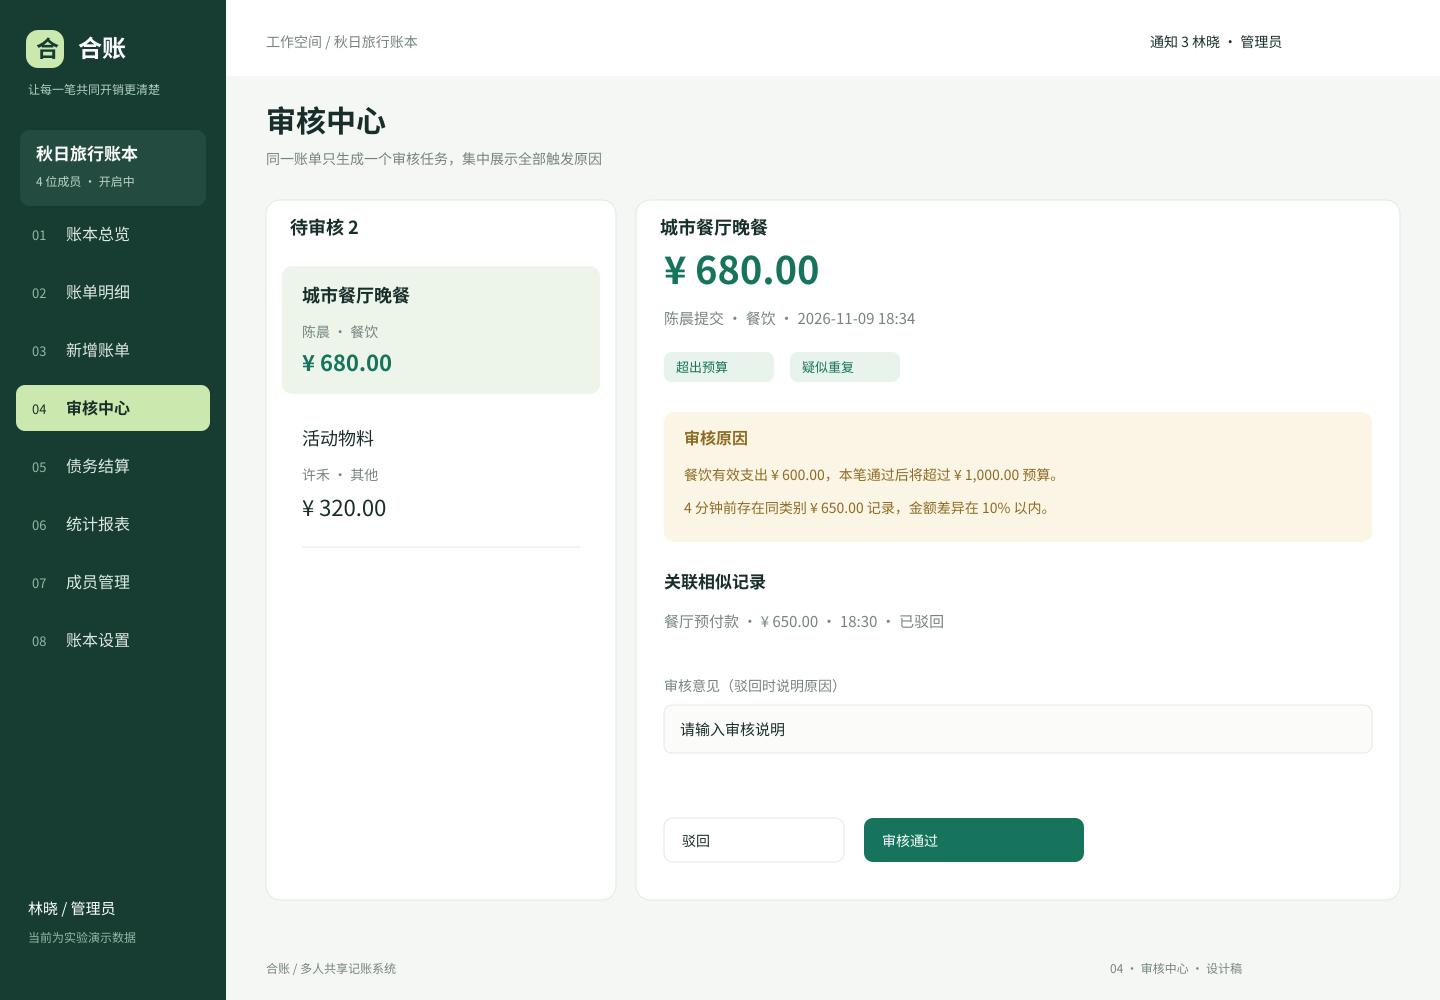 合 合账
让每一笔共同开销更清楚
秋日旅行账本
4 位成员 · 开启中
01 账本总览
02 账单明细
03 新增账单
04 审核中心
05 债务结算
06 统计报表
07 成员管理
08 账本设置
林晓 / 管理员
当前为实验演示数据
工作空间 / 秋日旅行账本
通知 3 林晓 · 管理员
审核中心
同一账单只生成一个审核任务，集中展示全部触发原因
待审核 2
城市餐厅晚餐
陈晨 · 餐饮
¥ 680.00
活动物料
许禾 · 其他
¥ 320.00
城市餐厅晚餐
¥ 680.00
陈晨提交 · 餐饮 · 2026-11-09 18:34
超出预算 疑似重复
审核原因
餐饮有效支出 ¥ 600.00，本笔通过后将超过 ¥ 1,000.00 预算。
4 分钟前存在同类别 ¥ 650.00 记录，金额差异在 10% 以内。
关联相似记录
餐厅预付款 · ¥ 650.00 · 18:30 · 已驳回
审核意见（驳回时说明原因）
请输入审核说明
驳回 审核通过
合账 / 多人共享记账系统
04 · 审核中心 · 设计稿